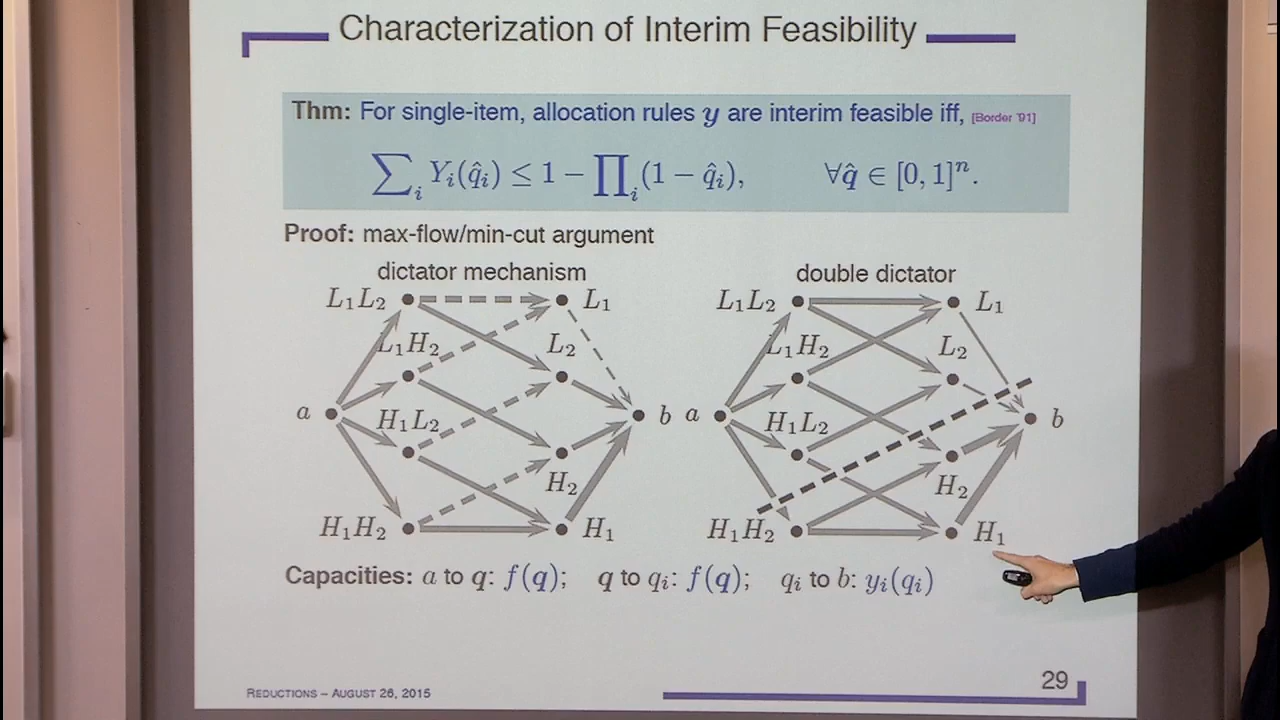 Characterization of Interim Feasibility
Thm: For single-item, allocation rules y are interim feasible iff, [Border '91]
∑ᵢ Yᵢ(q̂ᵢ) ≤ 1 − ∏ᵢ(1 − q̂ᵢ), ∀q̂ ∈ [0, 1]ⁿ.
Proof: max-flow/min-cut argument
dictator mechanism
L₁L₂
L₁
L₁H₂
L₂
a
b
H₁L₂
H₂
H₁H₂
H₁
double dictator
L₁L₂
L₁
L₁H₂
L₂
a
b
H₁L₂
H₂
H₁H₂
H₁
Capacities: a to q: f(q); q to qᵢ: f(q); qᵢ to b: yᵢ(qᵢ)
REDUCTIONS – AUGUST 26, 2015
29